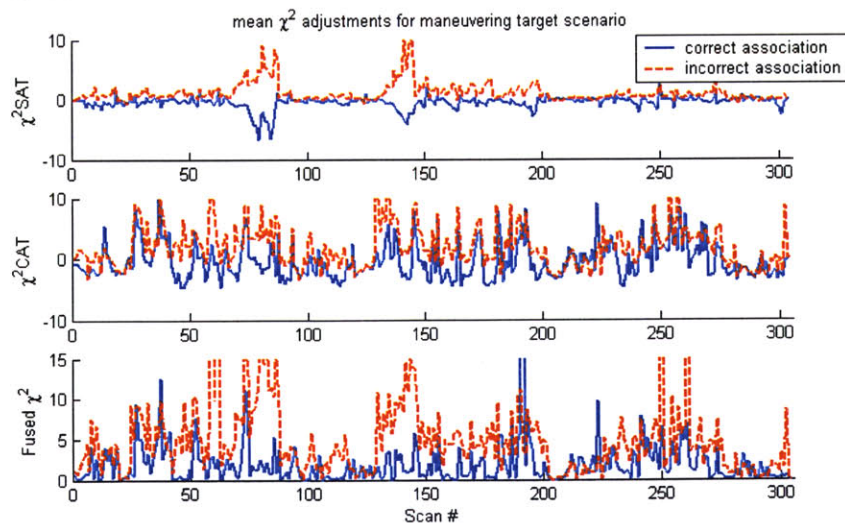 mean χ² adjustments for maneuvering target scenario
correct association
incorrect association
χ²SAT
10
0
-10
0 50 100 150 200 250 300
χ²CAT
10
0
-10
0 50 100 150 200 250 300
Fused χ²
15
10
5
0
0 50 100 150 200 250 300
Scan #